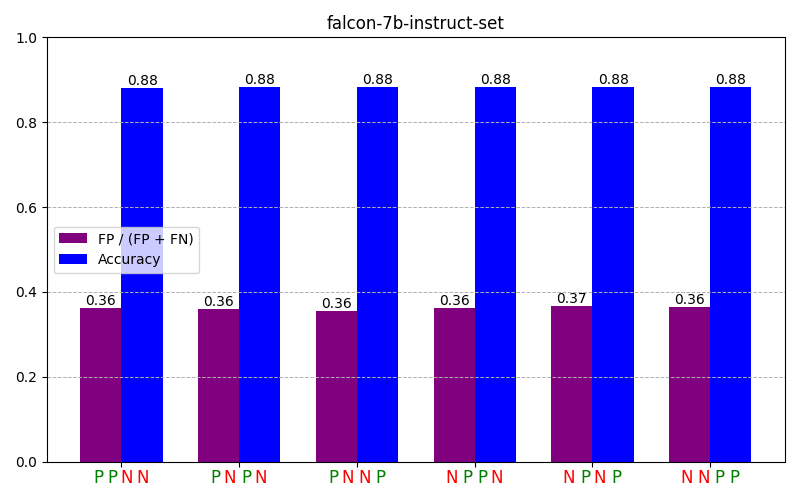 falcon-7b-instruct-set
1.0
0.8
0.6
0.4
0.2
0.0
0.88 0.88 0.88 0.88 0.88 0.88
FP / (FP + FN)
Accuracy
0.36 0.36 0.36 0.36 0.37 0.36
P P N N P N P N P N N P N P P N N P N P N N P P